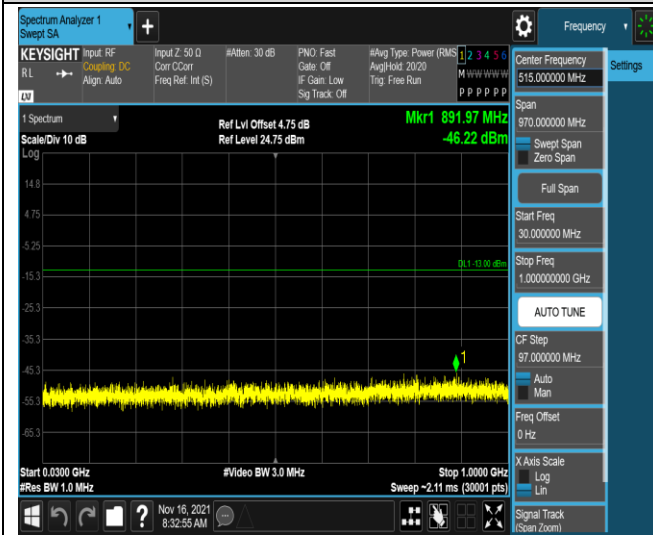 Spectrum Analyzer 1
Swept SA
Frequency
KEYSIGHT
Input: RF
Input Z: 50 Ω
#Atten: 30 dB
PNO: Fast
#Avg Type: Power (RMS
1 2 3 4 5 6
R L
Coupling: DC
Corr CCorr
Gate: Off
Avg|Hold: 20/20
M W W W W W
Align: Auto
Freq Ref: Int (S)
IF Gain: Low
Trig: Free Run
Sig Track: Off
P P P P P P
LXI
1 Spectrum
Ref Lvl Offset 4.75 dB
Mkr1 891.97 MHz
Scale/Div 10 dB
Ref Level 24.75 dBm
-46.22 dBm
Log
14.8
4.75
-5.25
DL1 -13.00 dBm
-15.3
-25.3
-35.3
1
-45.3
-55.3
-65.3
Start 0.0300 GHz
#Video BW 3.0 MHz
Stop 1.0000 GHz
#Res BW 1.0 MHz
Sweep ~2.11 ms (30001 pts)
?
Nov 16, 2021
8:32:55 AM
Center Frequency
515.000000 MHz
Settings
Span
970.000000 MHz
Swept Span
Zero Span
Full Span
Start Freq
30.000000 MHz
Stop Freq
1.000000000 GHz
AUTO TUNE
CF Step
97.000000 MHz
Auto
Man
Freq Offset
0 Hz
X Axis Scale
Log
Lin
Signal Track
(Span Zoom)